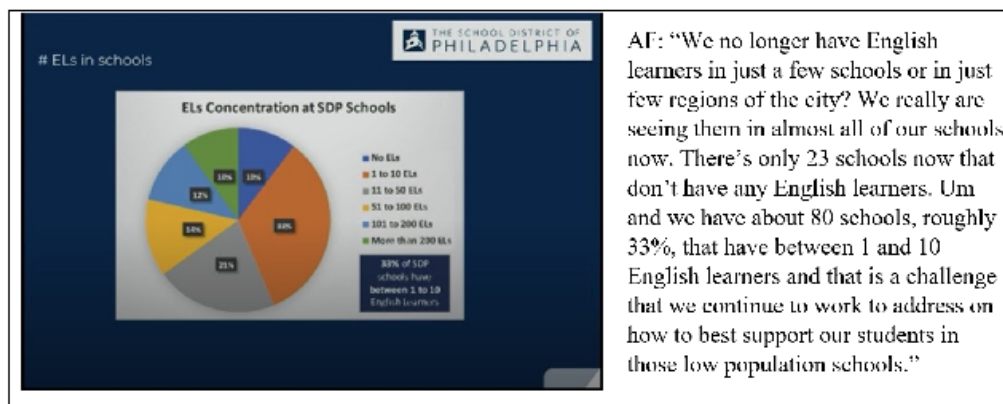 THE SCHOOL DISTRICT OF
PHILADELPHIA
# ELs in schools
ELs Concentration at SDP Schools
10%
10%
12%
33%
21%
No ELs
1 to 10 ELs
11 to 50 ELs
51 to 100 ELs
101 to 200 ELs
More than 200 ELs
33% of SDP
schools have
between 1 to 10
English Learners
AF: “We no longer have English
learners in just a few schools or in just
few regions of the city? We really are
seeing them in almost all of our schools
now. There’s only 23 schools now that
don’t have any English learners. Um
and we have about 80 schools, roughly
33%, that have between 1 and 10
English learners and that is a challenge
that we continue to work to address on
how to best support our students in
those low population schools.”